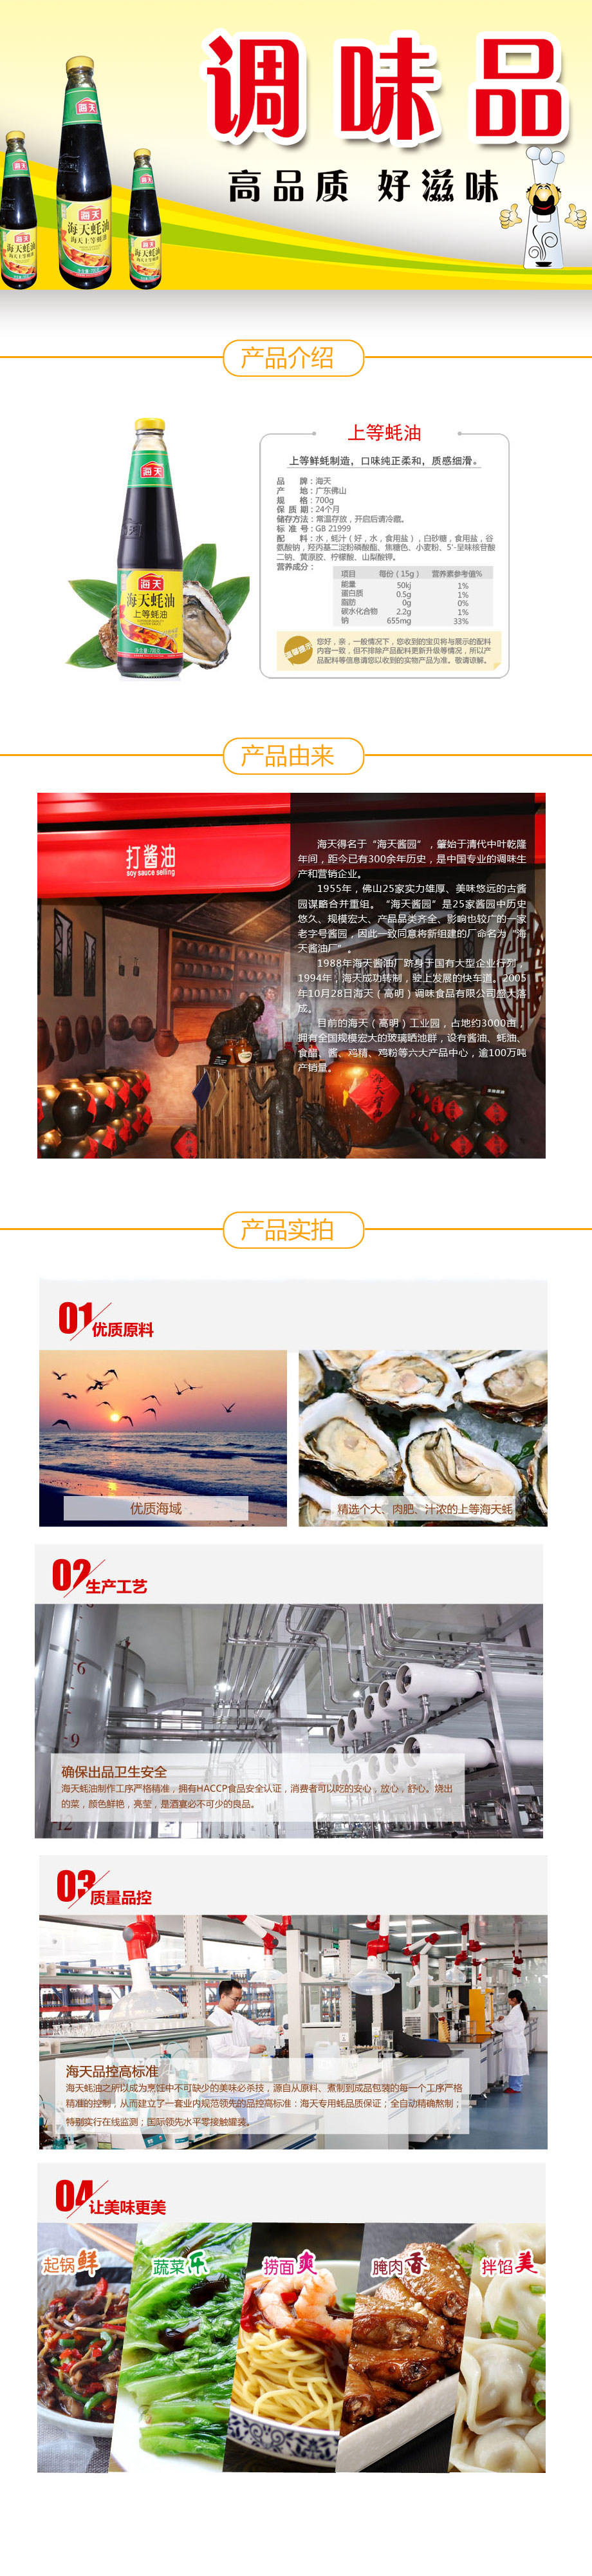 调味品
高品质 好滋味
海天
海天蚝油
海天上等蚝油
海天
海天蚝油
海天上等蚝油
海天
海天蚝油
海天上等蚝油
产品介绍
上等蚝油
上等鲜蚝制造，口味纯正柔和，质感细滑。
品 牌：海天
产 地：广东佛山
规 格：700g
保 质 期：24个月
储存方法：常温存放，开启后请冷藏。
标 准 号：GB 21999
配 料：水，蚝汁（好，水，食用盐），白砂糖，食用盐，谷
氨酸钠，羟丙基二淀粉磷酸酯、焦糖色、小麦粉、5'-呈味核苷酸
二钠、黄原胶、柠檬酸、山梨酸钾。
营养成分：
项目 每份（15g） 营养素参考值%
能量 50kj 1%
蛋白质 0.5g 1%
脂肪 0g 0%
碳水化合物 2.2g 1%
钠 655mg 33%
您好，亲，一般情况下，您收到的宝贝将与展示的配料
内容一致，但不排除产品配料更新升级等情况，所以产
品配料等信息请您以收到的实物产品为准。敬请谅解。
海天
海天
海天蚝油
上等蚝油
净含量:700克
产品由来
打酱油
soy sauce selling
海天得名于“海天酱园”，肇始于清代中叶乾隆
年间，距今已有300余年历史，是中国专业的调味生
产和营销企业。
1955年，佛山25家实力雄厚、美味悠远的古酱
园谋略合并重组。“海天酱园”是25家酱园中历史
悠久、规模宏大、产品品类齐全、影响也较广的一家
老字号酱园，因此一致同意将新组建的厂命名为“海
天酱油厂”
1988年海天酱油厂跻身于国有大型企业行列，
1994年，海天成功转制，驶上发展的快车道。2005
年10月28日海天（高明）调味食品有限公司盛大落
成。
目前的海天（高明）工业园，占地约3000亩，
拥有全国规模宏大的玻璃晒池群，设有酱油、蚝油、
食醋、酱、鸡精、鸡粉等六大产品中心，逾100万吨
产销量。
产品实拍
01 优质原料
优质海域
精选个大、肉肥、汁浓的上等海天蚝
02 生产工艺
6
9
12
确保出品卫生安全
海天蚝油制作工序严格精准，拥有HACCP食品安全认证，消费者可以吃的安心，放心，舒心。烧出
的菜，颜色鲜艳，亮莹，是酒宴必不可少的良品。
03 质量品控
海天品控高标准
海天蚝油之所以成为烹饪中不可缺少的美味必杀技，源自从原料、煮制到成品包装的每一个工序严格
精准的控制，从而建立了一套业内规范领先的品控高标准：海天专用蚝品质保证；全自动精确熬制；
特别实行在线监测；国际领先水平零接触罐装。
04 让美味更美
起锅鲜
蔬菜乐
捞面爽
腌肉香
拌馅美